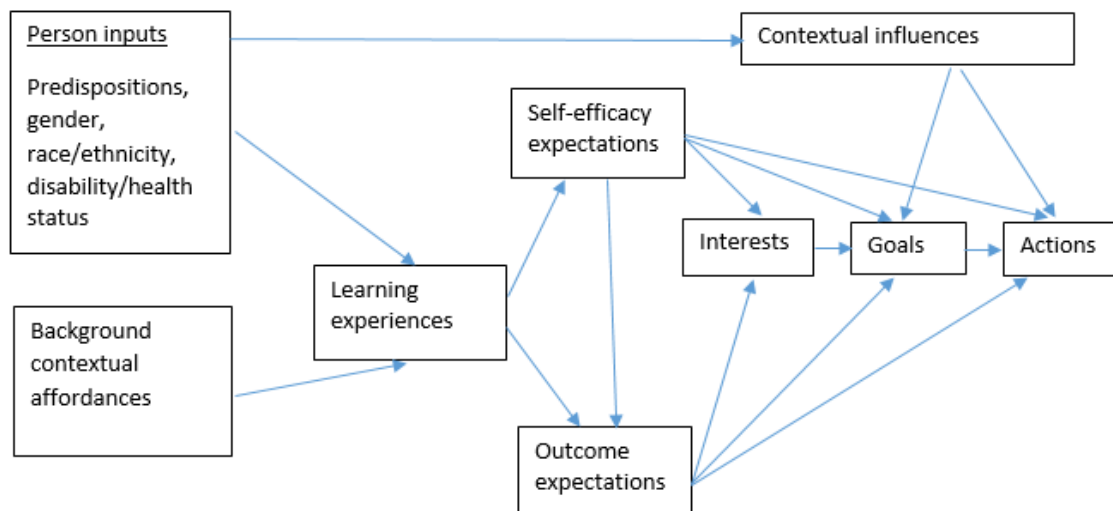 Person inputs
Predispositions,
gender,
race/ethnicity,
disability/health
status
Contextual influences
Self-efficacy
expectations
Interests
Goals
Actions
Learning
experiences
Background
contextual
affordances
Outcome
expectations